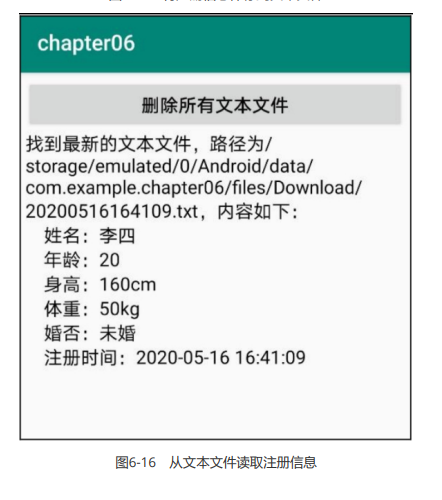 chapter06
删除所有文本文件
找到最新的文本文件，路径为/
storage/emulated/0/Android/data/
com.example.chapter06/files/Download/
20200516164109.txt，内容如下：
姓名：李四
年龄：20
身高：160cm
体重：50kg
婚否：未婚
注册时间：2020-05-16 16:41:09
图6-16 从文本文件读取注册信息